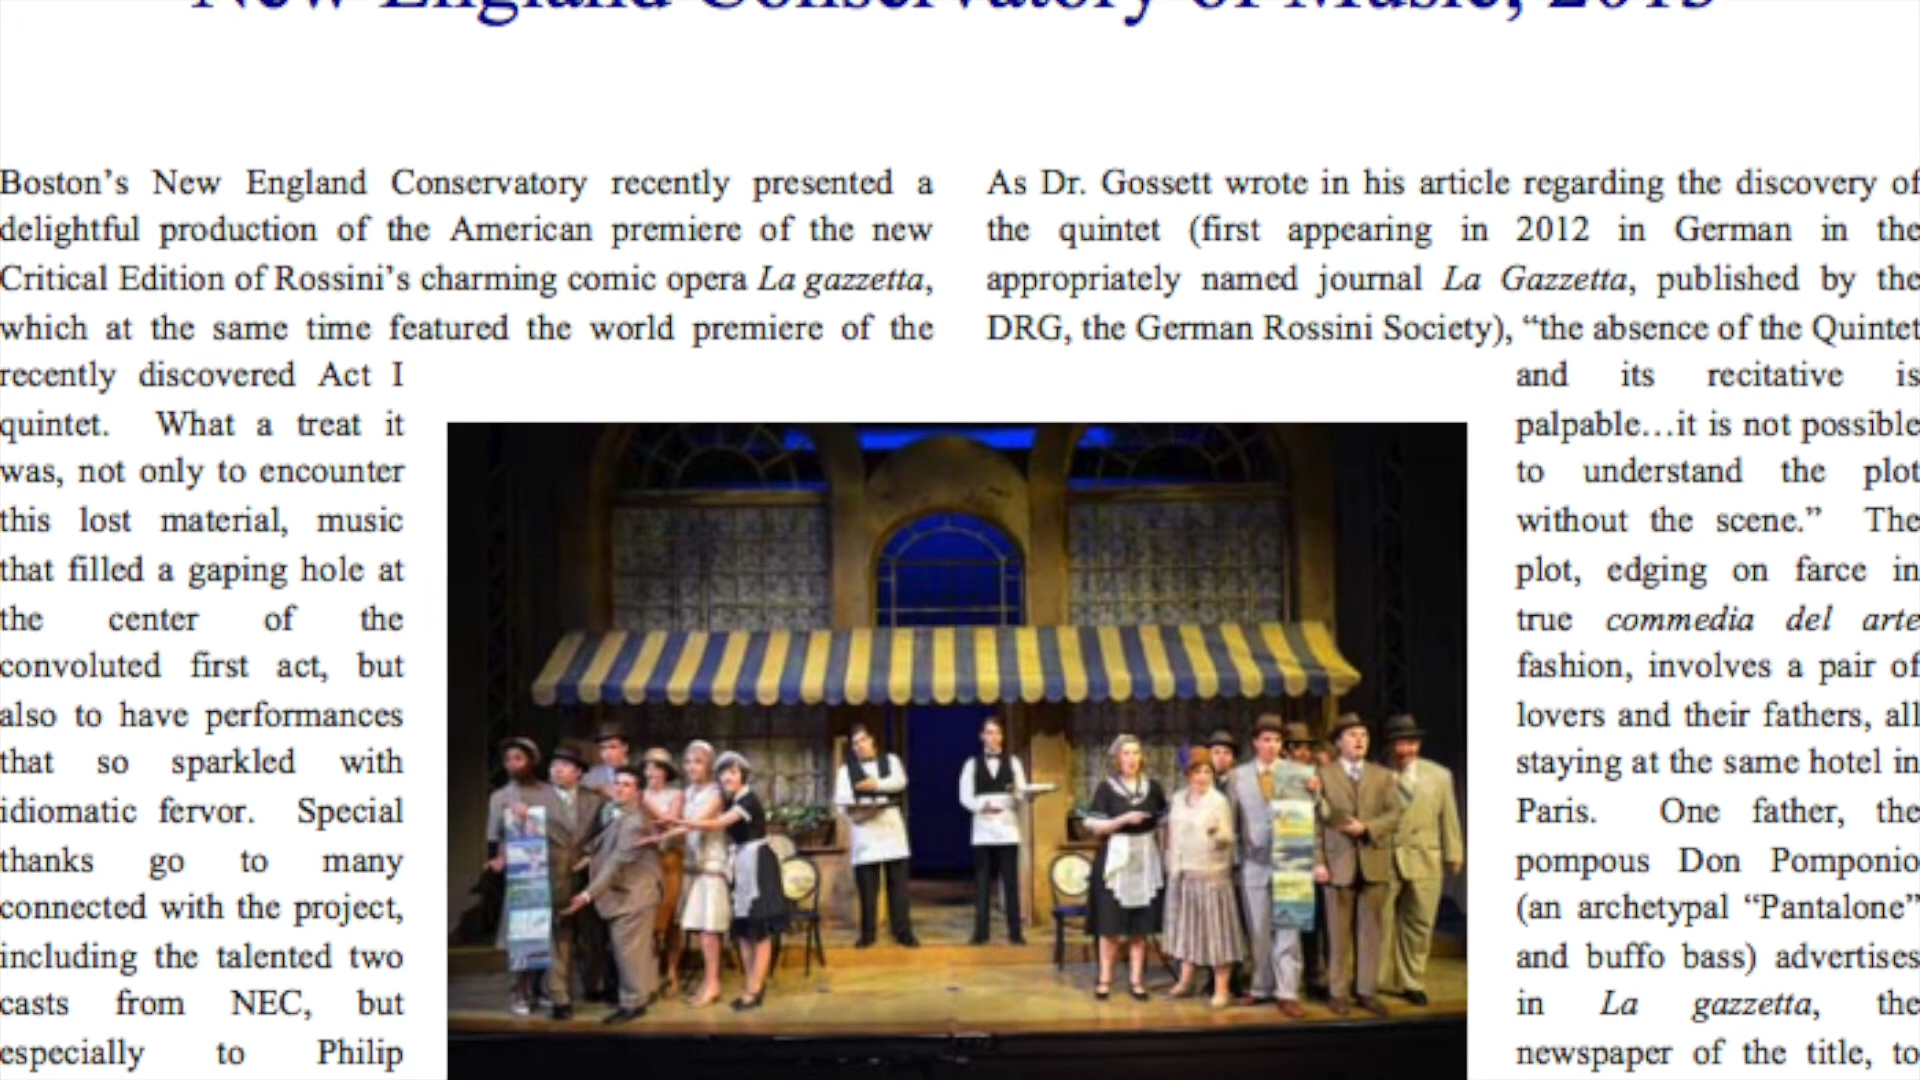 New England Conservatory of Music, 2013
Boston’s New England Conservatory recently presented a
delightful production of the American premiere of the new
Critical Edition of Rossini’s charming comic opera La gazzetta,
which at the same time featured the world premiere of the
recently discovered Act I
quintet. What a treat it
was, not only to encounter
this lost material, music
that filled a gaping hole at
the center of the
convoluted first act, but
also to have performances
that so sparkled with
idiomatic fervor. Special
thanks go to many
connected with the project,
including the talented two
casts from NEC, but
especially to Philip
As Dr. Gossett wrote in his article regarding the discovery of
the quintet (first appearing in 2012 in German in the
appropriately named journal La Gazzetta, published by the
DRG, the German Rossini Society), “the absence of the Quintet
and its recitative is
palpable…it is not possible
to understand the plot
without the scene.” The
plot, edging on farce in
true commedia del arte
fashion, involves a pair of
lovers and their fathers, all
staying at the same hotel in
Paris. One father, the
pompous Don Pomponio
(an archetypal “Pantalone”
and buffo bass) advertises
in La gazzetta, the
newspaper of the title, to